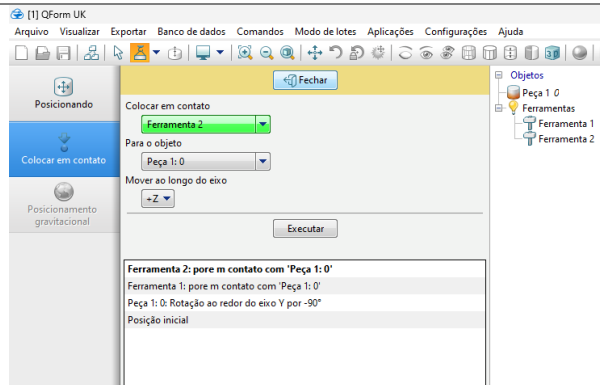 [1] QForm UK
Arquivo Visualizar Exportar Banco de dados Comandos Modo de lotes Aplicações Configurações Ajuda
Fechar
Objetos
Peça 1 0
Ferramentas
Ferramenta 1
Ferramenta 2
Posicionando
Colocar em contato
Posicionamento
gravitacional
Colocar em contato
Ferramenta 2
Para o objeto
Peça 1: 0
Mover ao longo do eixo
+Z
Executar
Ferramenta 2: pore m contato com 'Peça 1: 0'
Ferramenta 1: pore m contato com 'Peça 1: 0'
Peça 1: 0: Rotação ao redor do eixo Y por -90°
Posição inicial